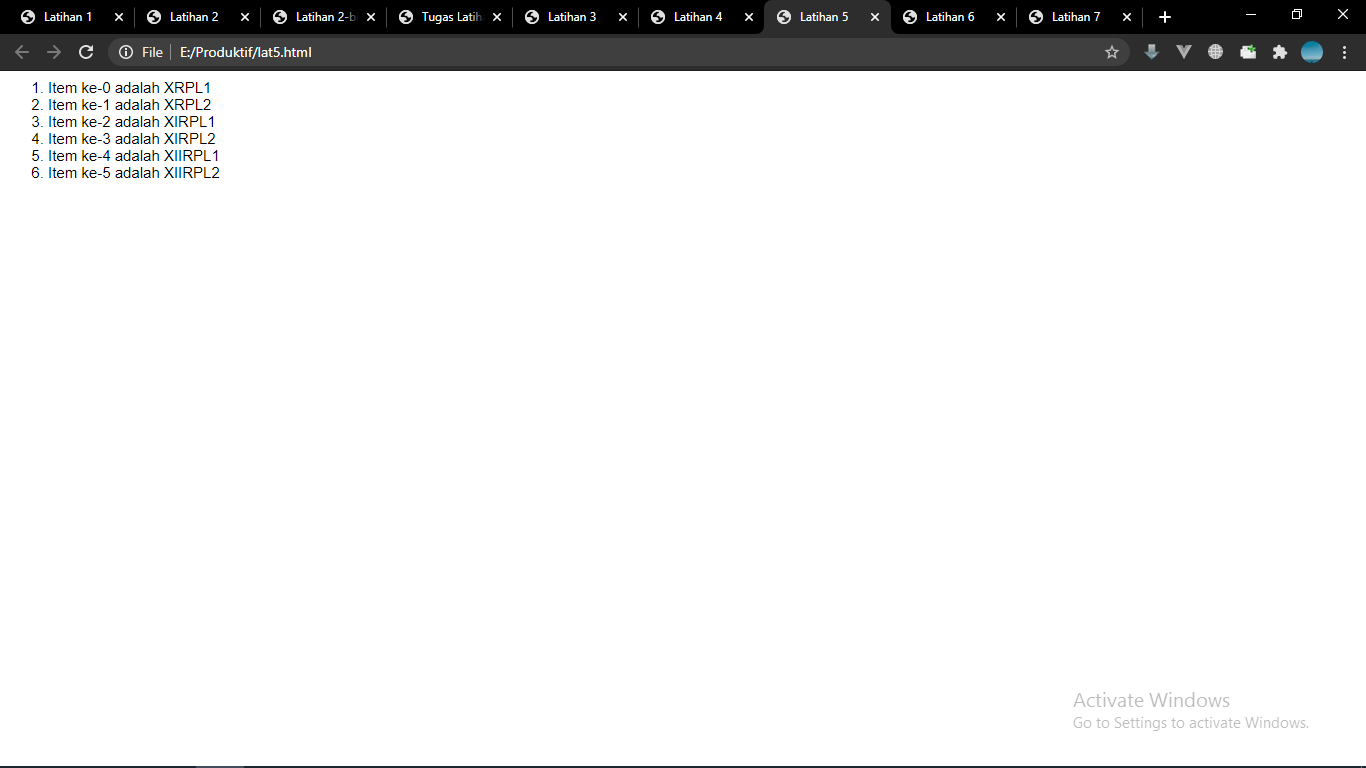 Latihan 1
Latihan 2
Latihan 2-b
Tugas Latih
Latihan 3
Latihan 4
Latihan 5
Latihan 6
Latihan 7
File
E:/Produktif/lat5.html
1. Item ke-0 adalah XRPL1
2. Item ke-1 adalah XRPL2
3. Item ke-2 adalah XIRPL1
4. Item ke-3 adalah XIRPL2
5. Item ke-4 adalah XIIRPL1
6. Item ke-5 adalah XIIRPL2
Activate Windows
Go to Settings to activate Windows.